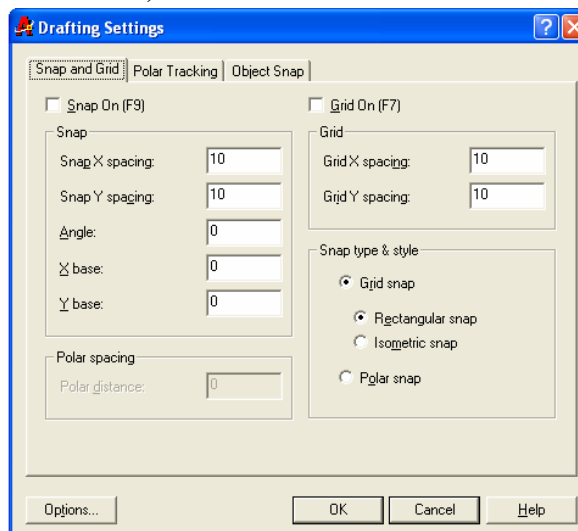 Drafting Settings
Snap and Grid Polar Tracking Object Snap
Snap On (F9)
Grid On (F7)
Snap
Snap X spacing: 10
Snap Y spacing: 10
Angle: 0
X base: 0
Y base: 0
Grid
Grid X spacing: 10
Grid Y spacing: 10
Snap type & style
Grid snap
Rectangular snap
Isometric snap
Polar snap
Polar spacing
Polar distance: 0
Options... OK Cancel Help